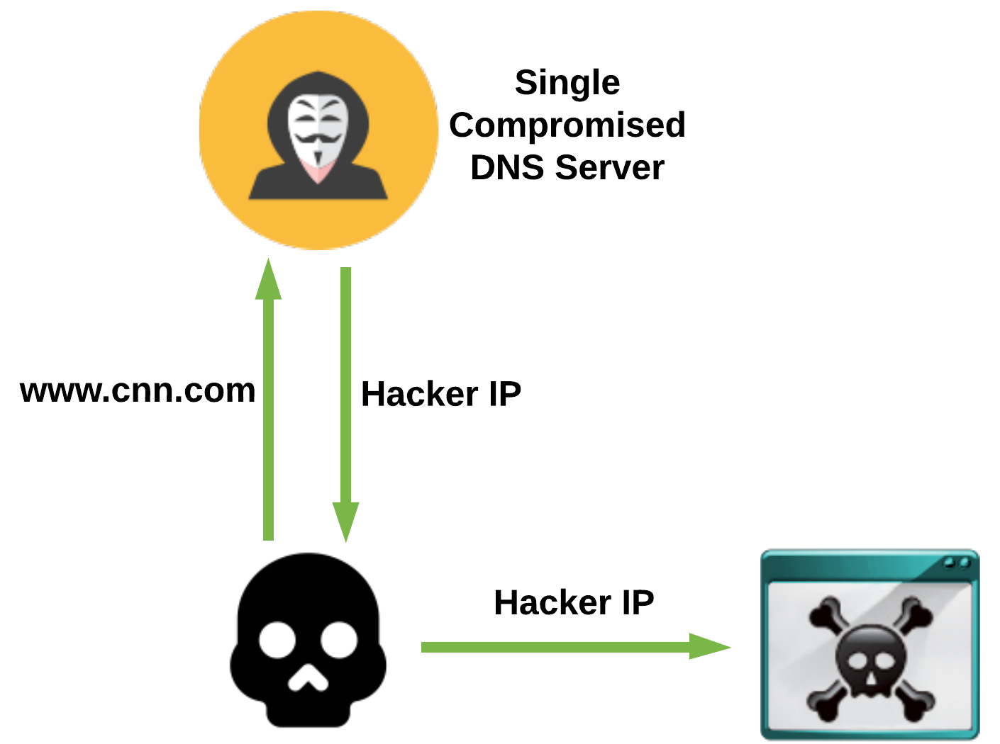 Single
Compromised
DNS Server
www.cnn.com
Hacker IP
Hacker IP